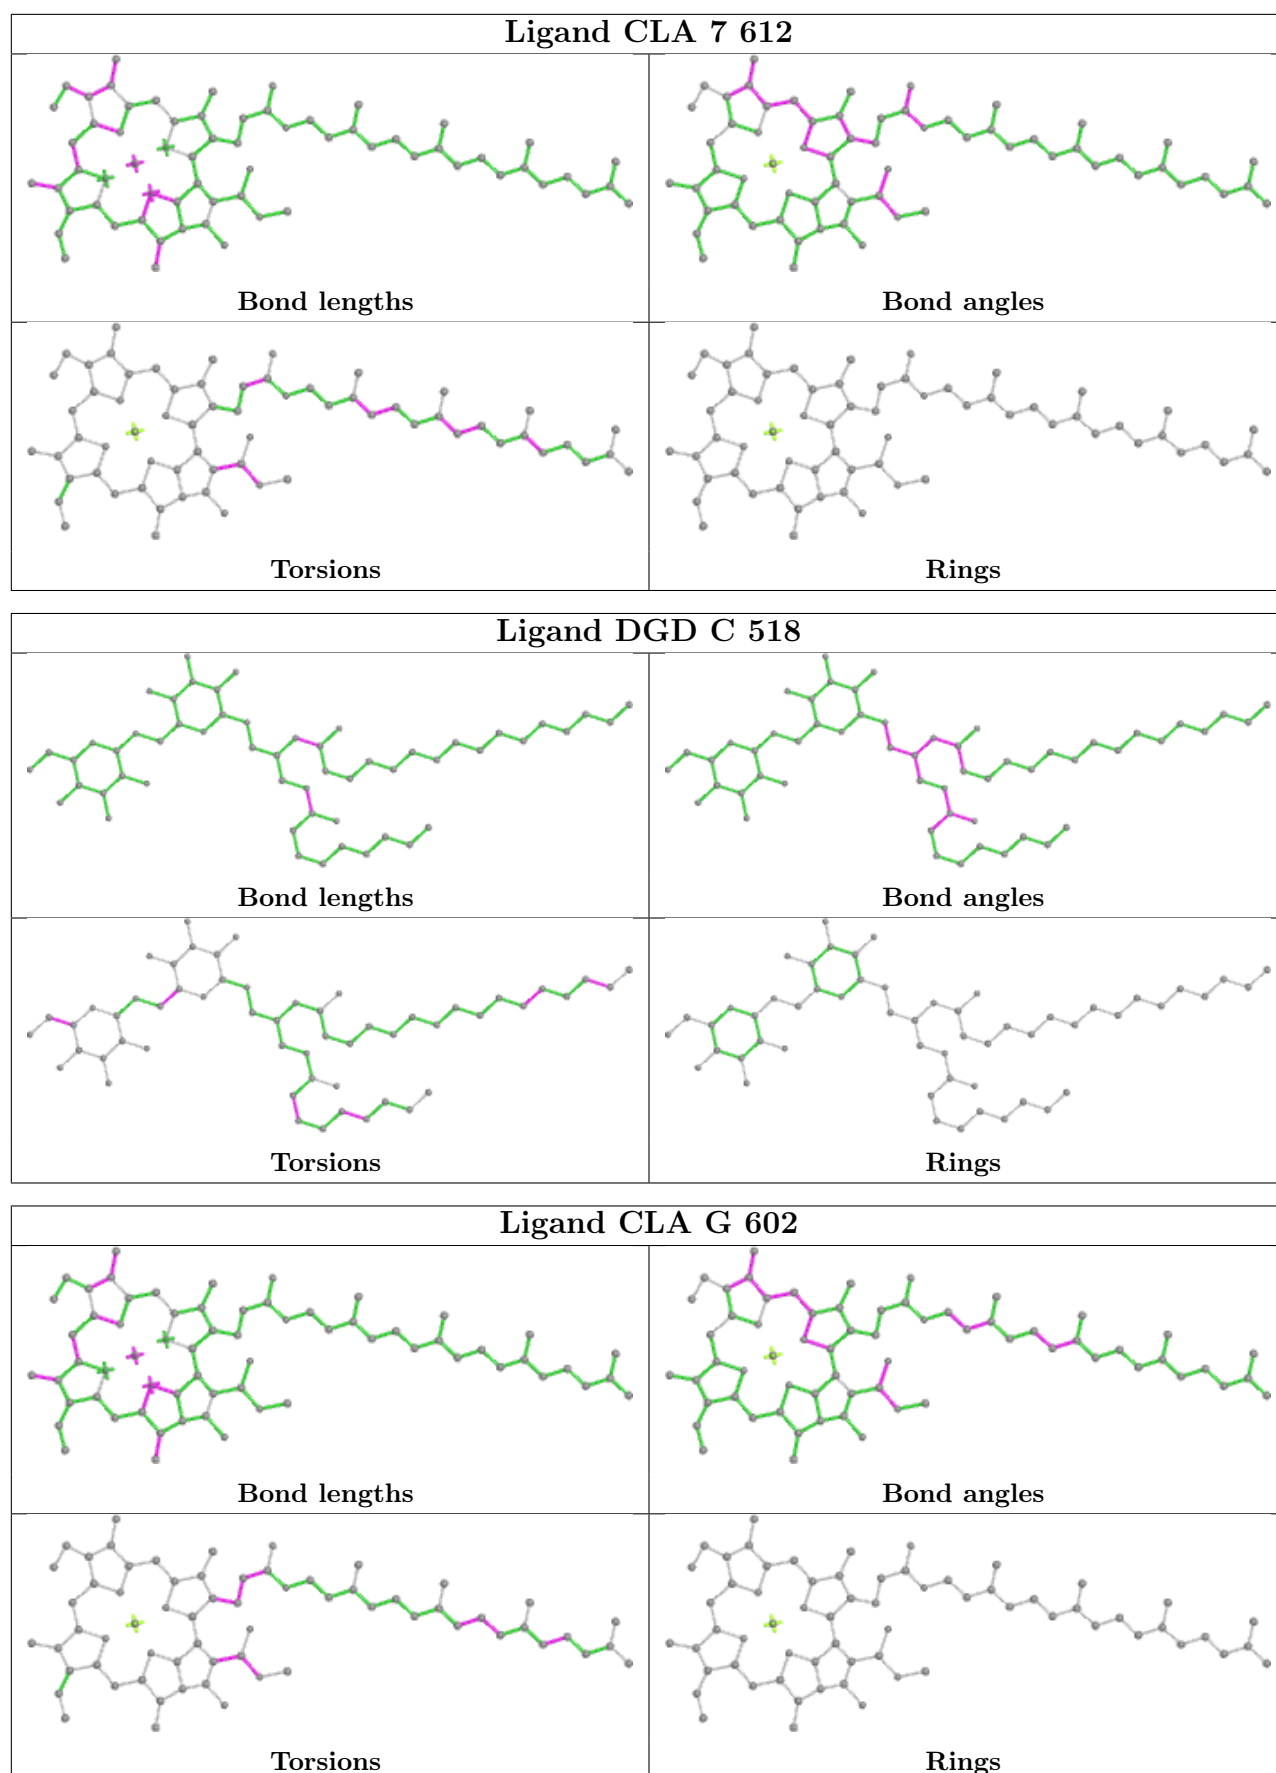 Ligand CLA 7 612
Bond lengths
Bond angles
Torsions
Rings
Ligand DGD C 518
Bond lengths
Bond angles
Torsions
Rings
Ligand CLA G 602
Bond lengths
Bond angles
Torsions
Rings